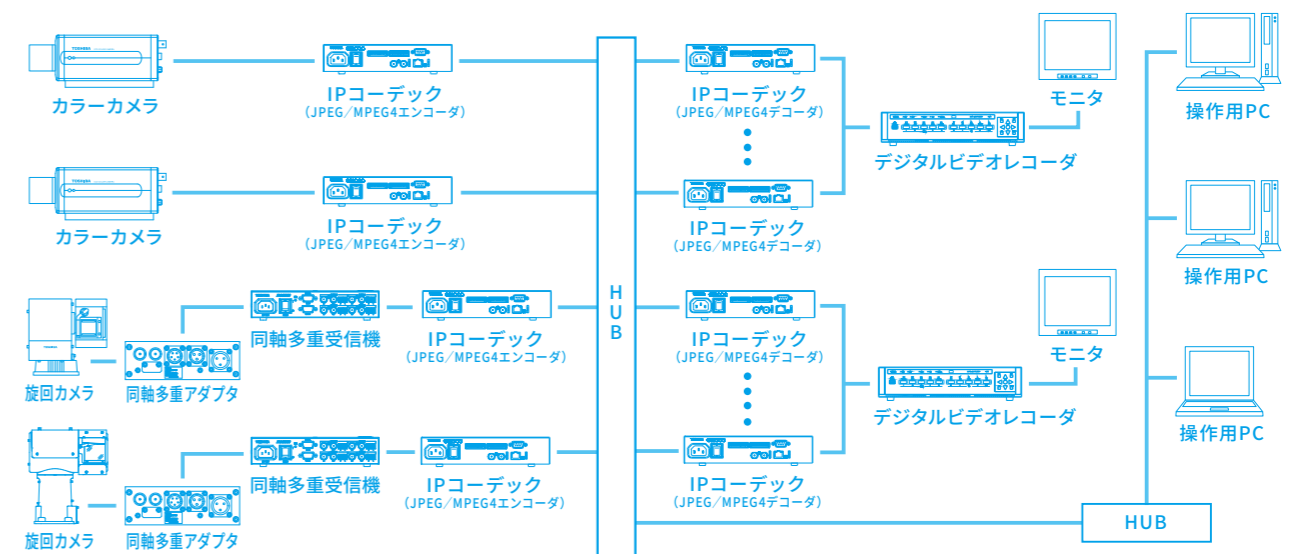 カラーカメラ
IPコーデック
(JPEG/MPEG4エンコーダ)
カラーカメラ
IPコーデック
(JPEG/MPEG4エンコーダ)
旋回カメラ
同軸多重アダプタ
同軸多重受信機
IPコーデック
(JPEG/MPEG4エンコーダ)
旋回カメラ
同軸多重アダプタ
同軸多重受信機
IPコーデック
(JPEG/MPEG4エンコーダ)
HUB
IPコーデック
(JPEG/MPEG4デコーダ)
IPコーデック
(JPEG/MPEG4デコーダ)
デジタルビデオレコーダ
モニタ
IPコーデック
(JPEG/MPEG4デコーダ)
IPコーデック
(JPEG/MPEG4デコーダ)
デジタルビデオレコーダ
モニタ
操作用PC
操作用PC
操作用PC
HUB